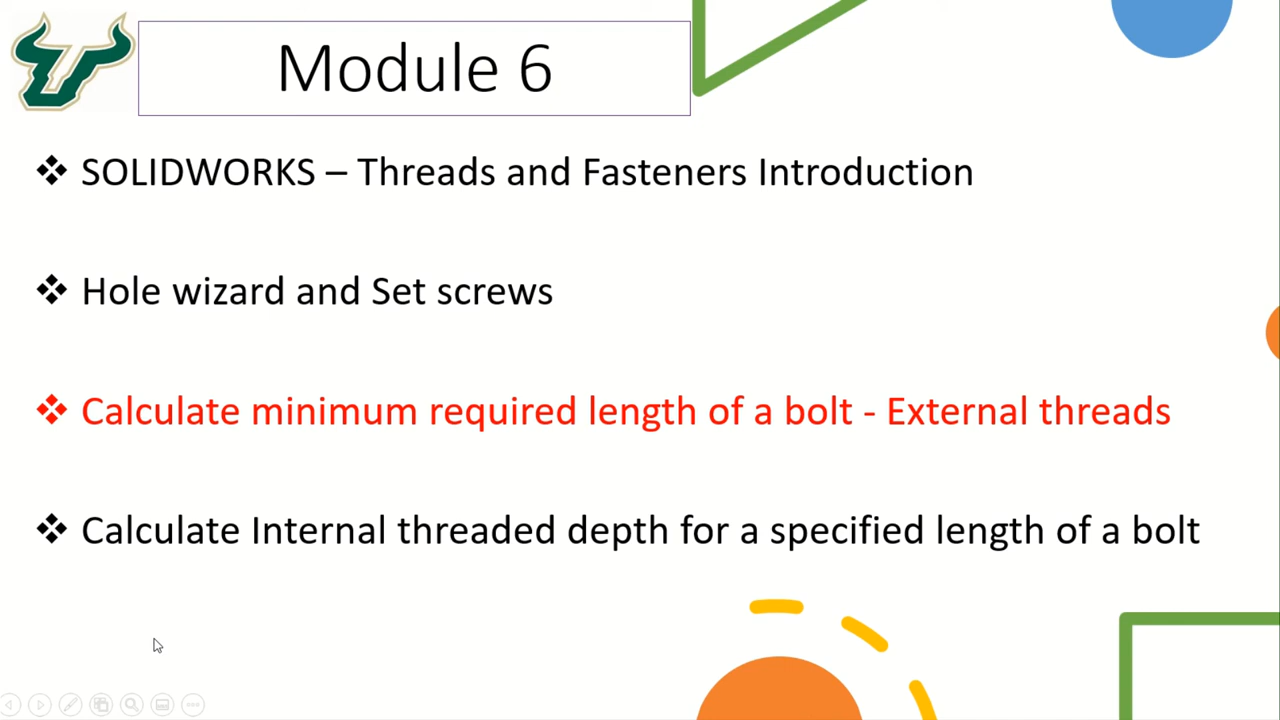 Module 6
❖ SOLIDWORKS – Threads and Fasteners Introduction
❖ Hole wizard and Set screws
❖ Calculate minimum required length of a bolt - External threads
❖ Calculate Internal threaded depth for a specified length of a bolt